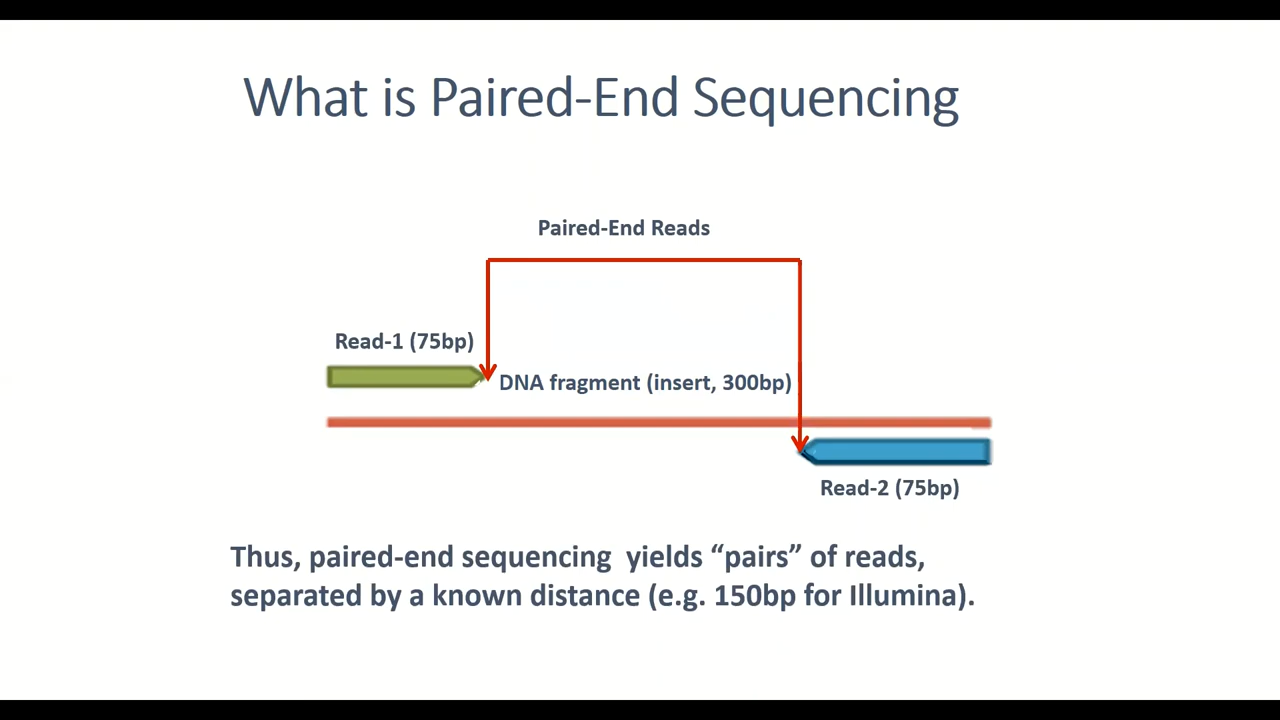 What is Paired-End Sequencing
Paired-End Reads
Read-1 (75bp)
DNA fragment (insert, 300bp)
Read-2 (75bp)
Thus, paired-end sequencing  yields “pairs” of reads,
separated by a known distance (e.g. 150bp for Illumina).